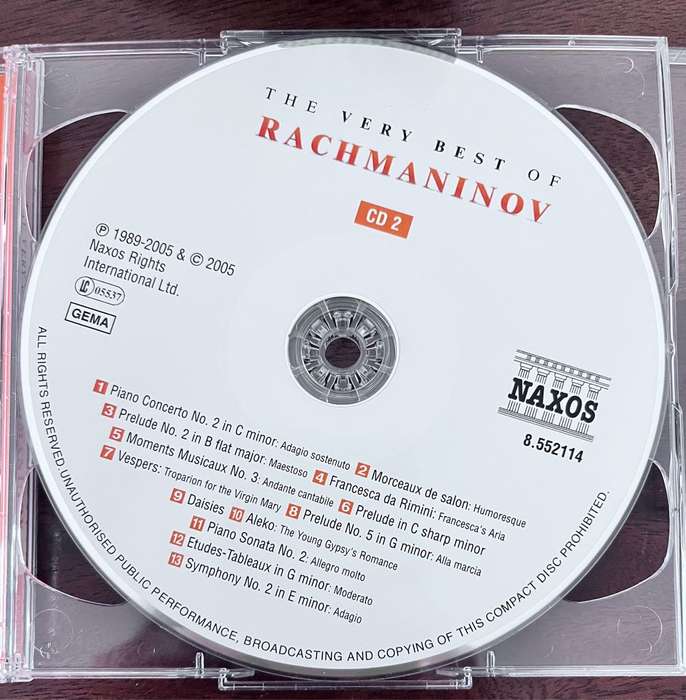 THE VERY BEST OF
RACHMANINOV
CD 2
℗ 1989-2005 & © 2005
Naxos Rights
International Ltd.
LC 05537
GEMA
NAXOS
8.552114
1 Piano Concerto No. 2 in C minor: Adagio sostenuto 2 Morceaux de salon: Humoresque
3 Prelude No. 2 in B flat major: Maestoso 4 Francesca da Rimini: Francesca's Aria
5 Moments Musicaux No. 3: Andante cantabile 6 Prelude in C sharp minor
7 Vespers: Troparion for the Virgin Mary 8 Prelude No. 5 in G minor: Alla marcia
9 Daisies 10 Aleko: The Young Gypsy's Romance
11 Piano Sonata No. 2: Allegro molto
12 Etudes-Tableaux in G minor: Moderato
13 Symphony No. 2 in E minor: Adagio
ALL RIGHTS RESERVED.UNAUTHORISED PUBLIC PERFORMANCE, BROADCASTING AND COPYING OF THIS COMPACT DISC PROHIBITED.